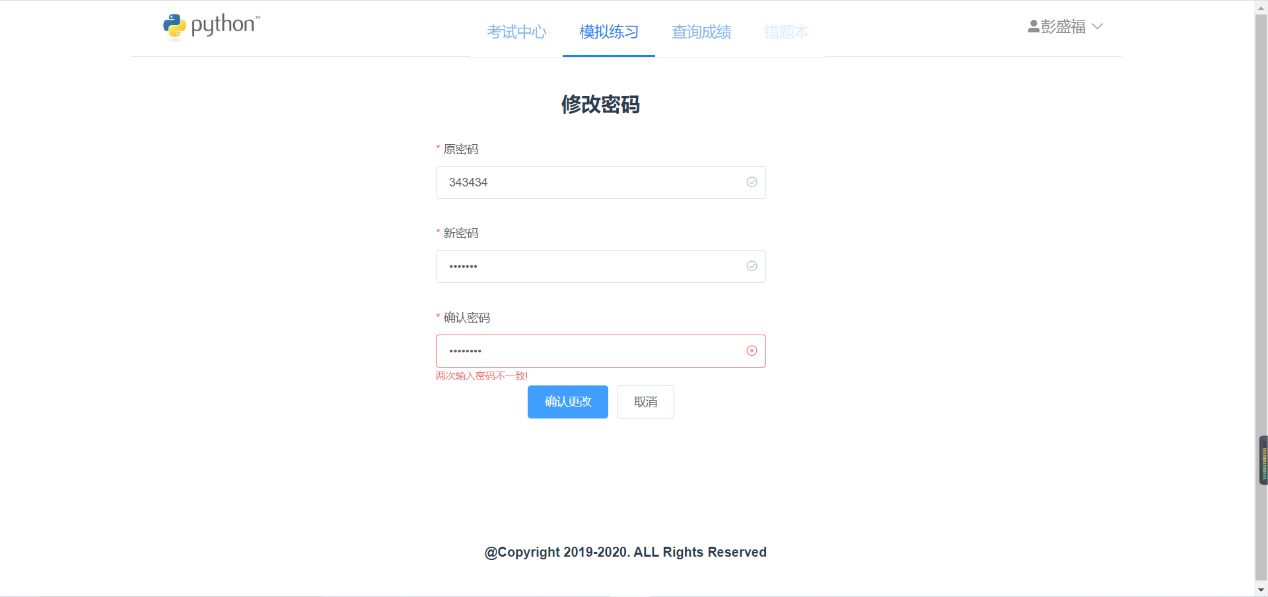 python™
考试中心 模拟练习 查询成绩 错题本
彭盛福
修改密码
* 原密码
343434
* 新密码
•••••••
* 确认密码
••••••••
两次输入密码不一致!
确认更改 取消
@Copyright 2019-2020. ALL Rights Reserved